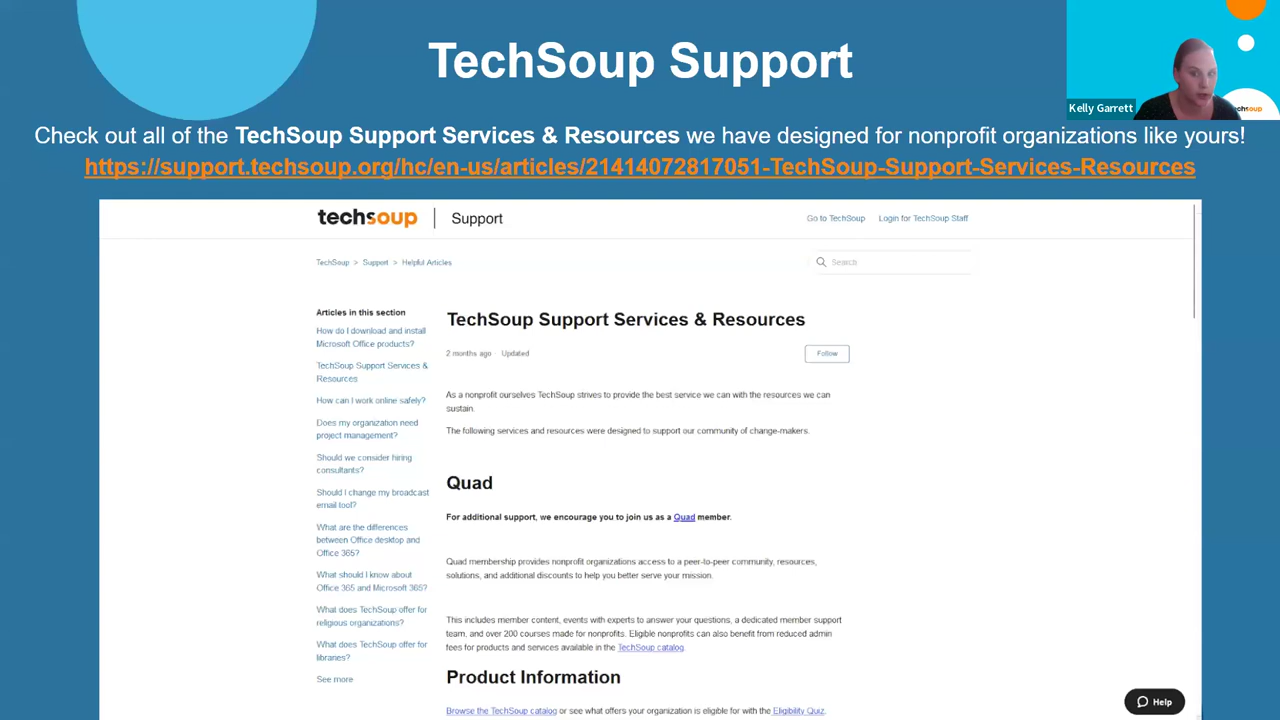 TechSoup Support
Kelly Garrett
techsoup
Check out all of the TechSoup Support Services & Resources we have designed for nonprofit organizations like yours!
https://support.techsoup.org/hc/en-us/articles/21414072817051-TechSoup-Support-Services-Resources
techsoup | Support
Go to TechSoup Login for TechSoup Staff
TechSoup > Support > Helpful Articles
Search
Articles in this section
How do I download and install
Microsoft Office products?
TechSoup Support Services &
Resources
How can I work online safely?
Does my organization need
project management?
Should we consider hiring
consultants?
Should I change my broadcast
email tool?
What are the differences
between Office desktop and
Office 365?
What should I know about
Office 365 and Microsoft 365?
What does TechSoup offer for
religious organizations?
What does TechSoup offer for
libraries?
See more
TechSoup Support Services & Resources
2 months ago Updated
Follow
As a nonprofit ourselves TechSoup strives to provide the best service we can with the resources we can
sustain.
The following services and resources were designed to support our community of change-makers.
Quad
For additional support, we encourage you to join us as a Quad member.
Quad membership provides nonprofit organizations access to a peer-to-peer community, resources,
solutions, and additional discounts to help you better serve your mission.
This includes member content, events with experts to answer your questions, a dedicated member support
team, and over 200 courses made for nonprofits. Eligible nonprofits can also benefit from reduced admin
fees for products and services available in the TechSoup catalog.
Product Information
Browse the TechSoup catalog or see what offers your organization is eligible for with the Eligibility Quiz.
Help